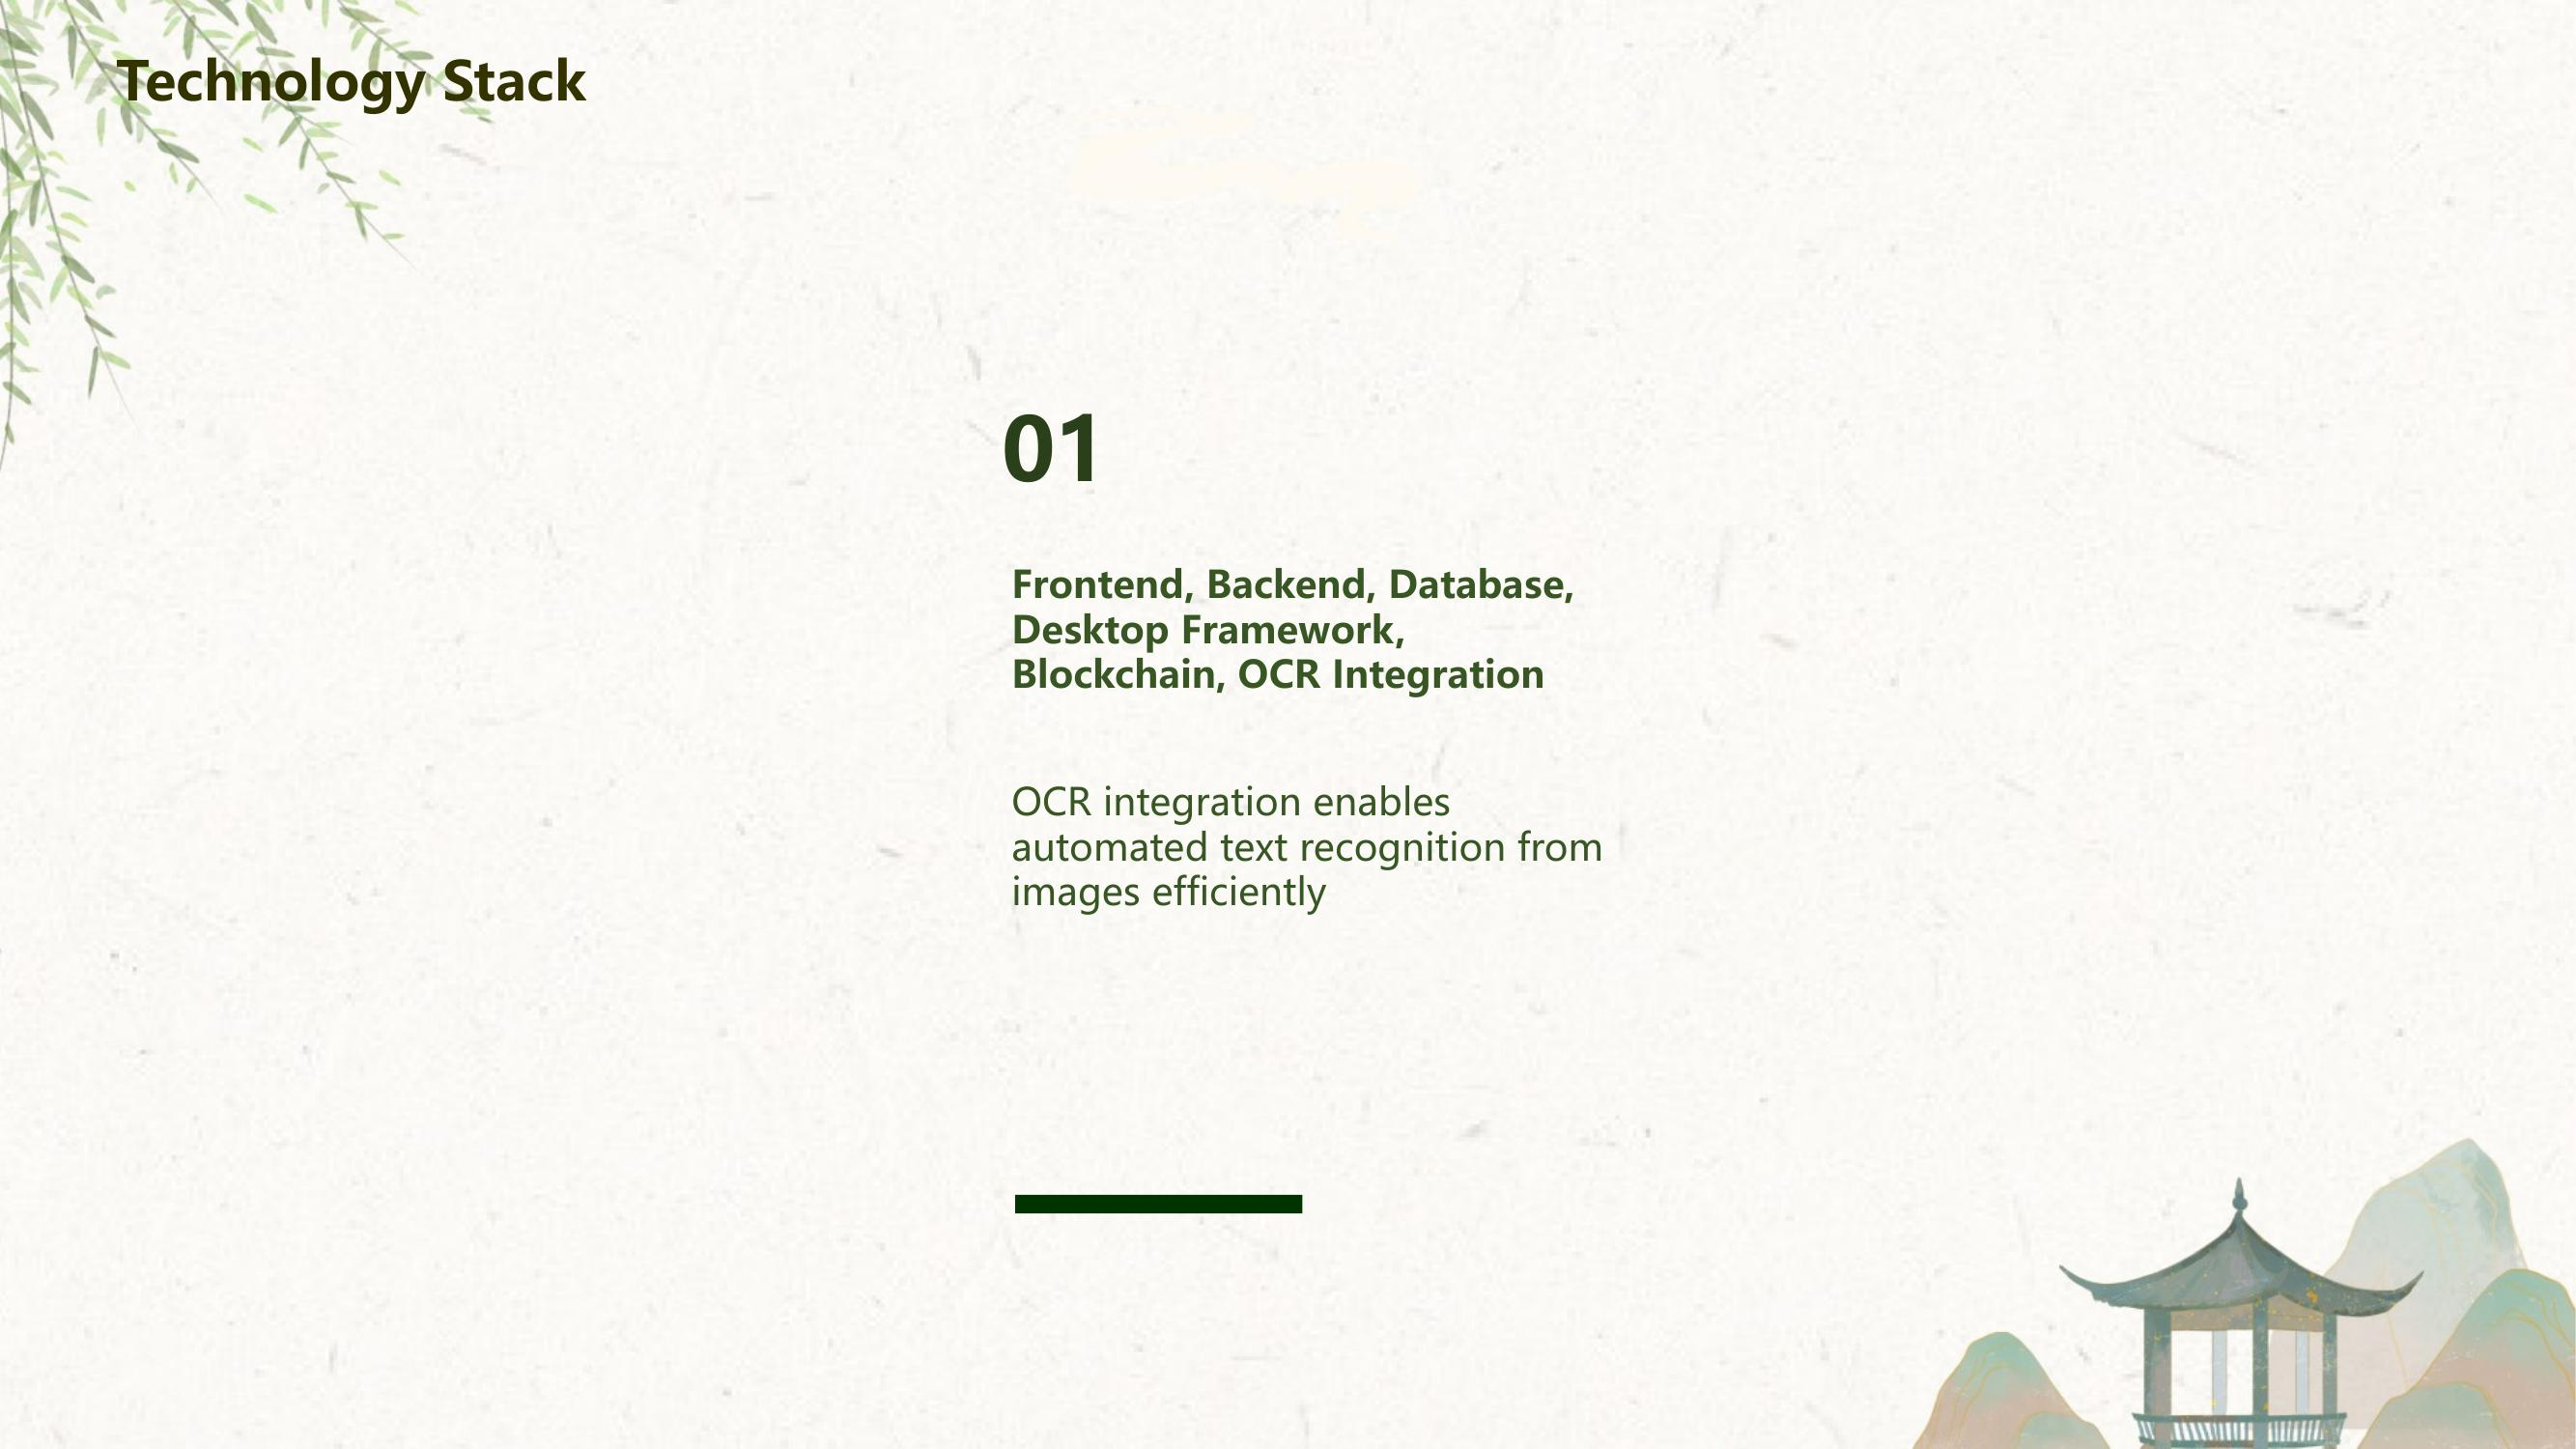 Technology Stack
01
Frontend, Backend, Database,
Desktop Framework,
Blockchain, OCR Integration
OCR integration enables
automated text recognition from
images efficiently